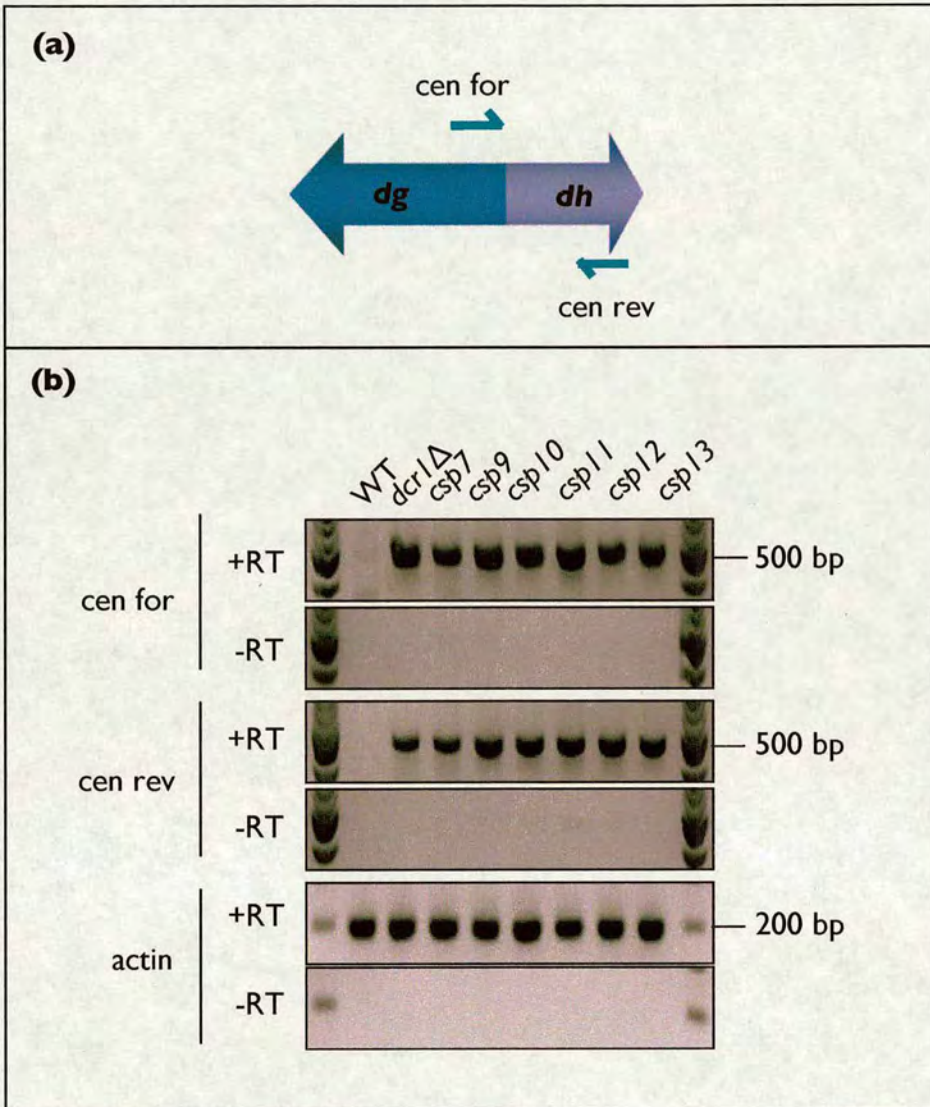 (a)
cen for
dg dh
cen rev
(b)
WT dcr1Δ csp7 csp9 csp10 csp11 csp12 csp13
cen for
+RT
500 bp
-RT
cen rev
+RT
500 bp
-RT
actin
+RT
200 bp
-RT